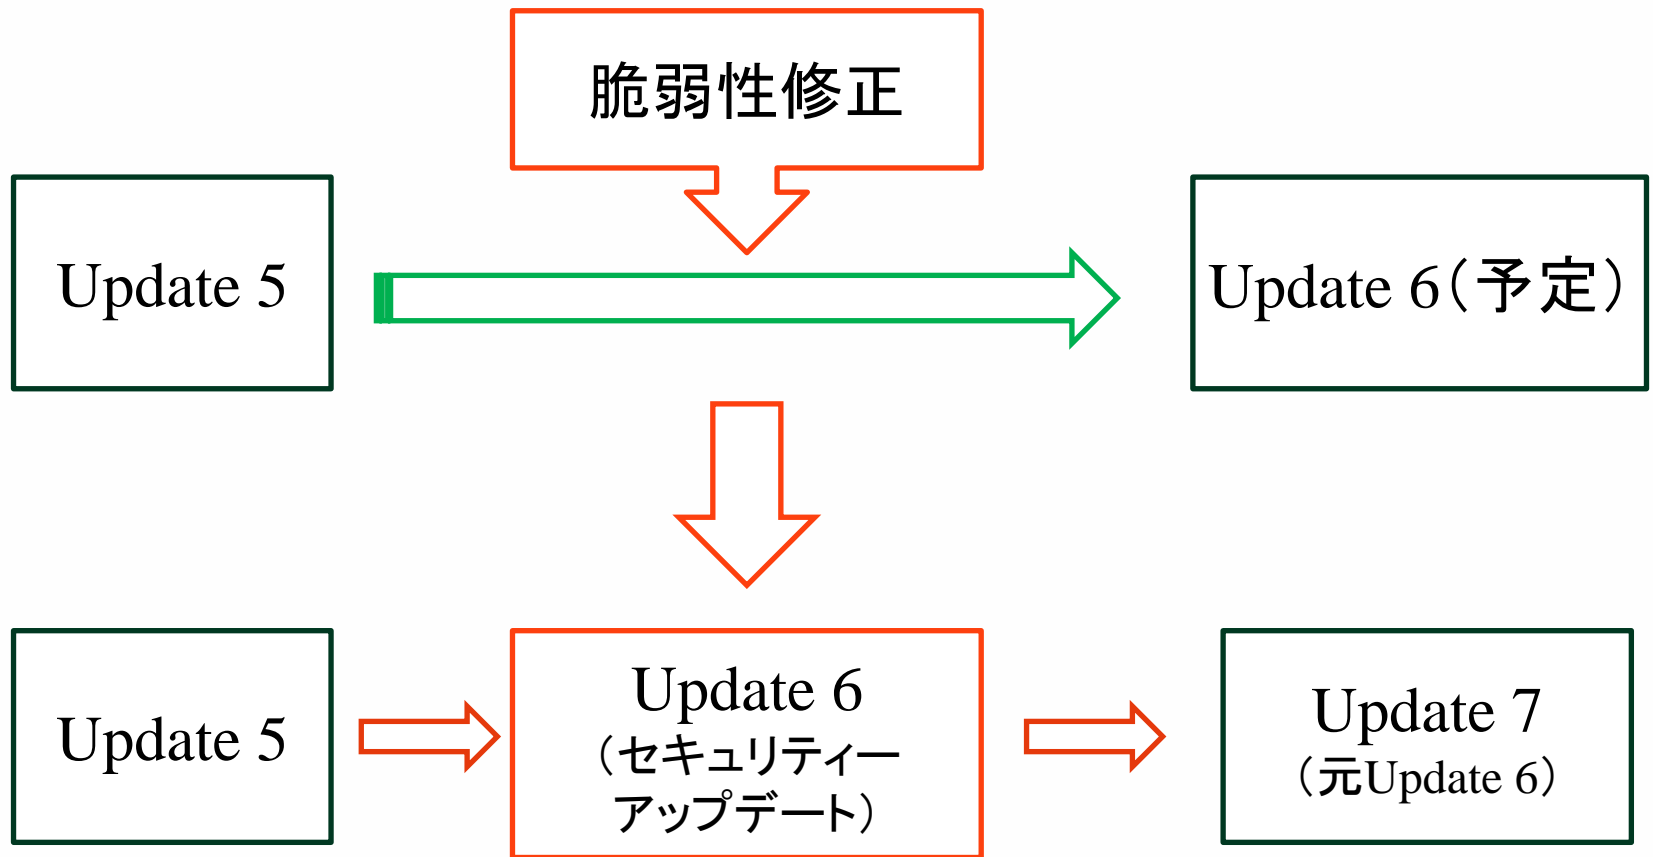 脆弱性修正
Update 5
Update 6（予定）
Update 5
Update 6
（セキュリティー
アップデート）
Update 7
（元Update 6）